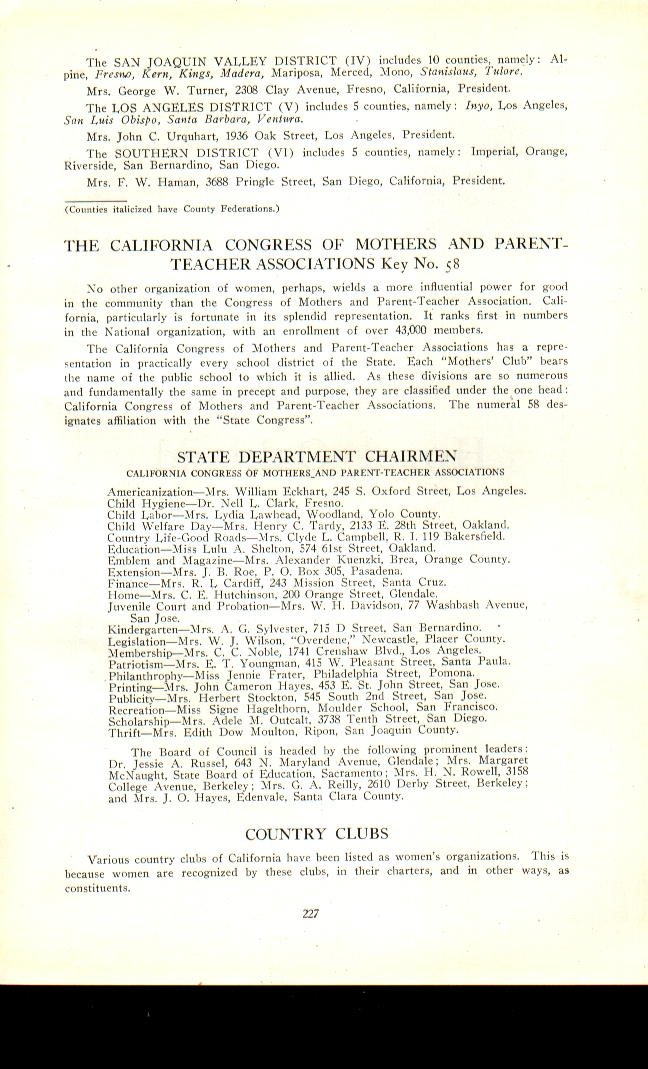 The SAN JOAQUIN VALLEY DISTRICT (IV) includes 10 counties, namely: Al-
pine, Fresno, Kern, Kings, Madera, Mariposa, Merced, Mono, Stanislaus, Tulare.
Mrs. George W. Turner, 2308 Clay Avenue, Fresno, California, President.
The LOS ANGELES DISTRICT (V) includes 5 counties, namely: Inyo, Los Angeles,
San Luis Obispo, Santa Barbara, Ventura.
Mrs. John C. Urquhart, 1936 Oak Street, Los Angeles, President.
The SOUTHERN DISTRICT (VI) includes 5 counties, namely: Imperial, Orange,
Riverside, San Bernardino, San Diego.
Mrs. F. W. Haman, 3688 Pringle Street, San Diego, California, President.
(Counties italicized have County Federations.)
THE CALIFORNIA CONGRESS OF MOTHERS AND PARENT-
TEACHER ASSOCIATIONS Key No. 58
No other organization of women, perhaps, wields a more influential power for good
in the community than the Congress of Mothers and Parent-Teacher Association. Cali-
fornia, particularly is fortunate in its splendid representation. It ranks first in numbers
in the National organization, with an enrollment of over 43,000 members.
The California Congress of Mothers and Parent-Teacher Associations has a repre-
sentation in practically every school district of the State. Each "Mothers' Club" bears
the name of the public school to which it is allied. As these divisions are so numerous
and fundamentally the same in precept and purpose, they are classified under the one head:
California Congress of Mothers and Parent-Teacher Associations. The numeral 58 des-
ignates affiliation with the "State Congress".
STATE DEPARTMENT CHAIRMEN
CALIFORNIA CONGRESS OF MOTHERS AND PARENT-TEACHER ASSOCIATIONS
Americanization—Mrs. William Eckhart, 245 S. Oxford Street, Los Angeles.
Child Hygiene—Dr. Nell L. Clark, Fresno.
Child Labor—Mrs. Lydia Lawhead, Woodland, Yolo County.
Child Welfare Day—Mrs. Henry C. Tardy, 2133 E. 28th Street, Oakland.
Country Life-Good Roads—Mrs. Clyde L. Campbell, R. I. 119 Bakersfield.
Education—Miss Lulu A. Shelton, 574 61st Street, Oakland.
Emblem and Magazine—Mrs. Alexander Kuenzki, Brea, Orange County.
Extension—Mrs. J. B. Roe, P. O. Box 305, Pasadena.
Finance—Mrs. R. L Cardiff, 243 Mission Street, Santa Cruz.
Home—Mrs. C. E. Hutchinson, 200 Orange Street, Glendale.
Juvenile Court and Probation—Mrs. W. H. Davidson, 77 Washbash Avenue,
San Jose.
Kindergarten—Mrs. A. G. Sylvester, 715 D Street, San Bernardino.
Legislation—Mrs. W. J. Wilson, "Overdene," Newcastle, Placer County.
Membership—Mrs. C. C. Noble, 1741 Crenshaw Blvd., Los Angeles.
Patriotism—Mrs. E. T. Youngman, 415 W. Pleasant Street, Santa Paula.
Philanthrophy—Miss Jennie Frater, Philadelphia Street, Pomona.
Printing—Mrs. John Cameron Hayes, 453 E. St. John Street, San Jose.
Publicity—Mrs. Herbert Stockton, 545 South 2nd Street, San Jose.
Recreation—Miss Signe Hagelthorn, Moulder School, San Francisco.
Scholarship—Mrs. Adele M. Outcalt, 3738 Tenth Street, San Diego.
Thrift—Mrs. Edith Dow Moulton, Ripon, San Joaquin County.
The Board of Council is headed by the following prominent leaders:
Dr. Jessie A. Russel, 643 N. Maryland Avenue, Glendale; Mrs. Margaret
McNaught, State Board of Education, Sacramento; Mrs. H. N. Rowell, 3158
College Avenue, Berkeley; Mrs. G. A. Reilly, 2610 Derby Street, Berkeley;
and Mrs. J. O. Hayes, Edenvale, Santa Clara County.
COUNTRY CLUBS
Various country clubs of California have been listed as women's organizations. This is
because women are recognized by these clubs, in their charters, and in other ways, as
constituents.
227